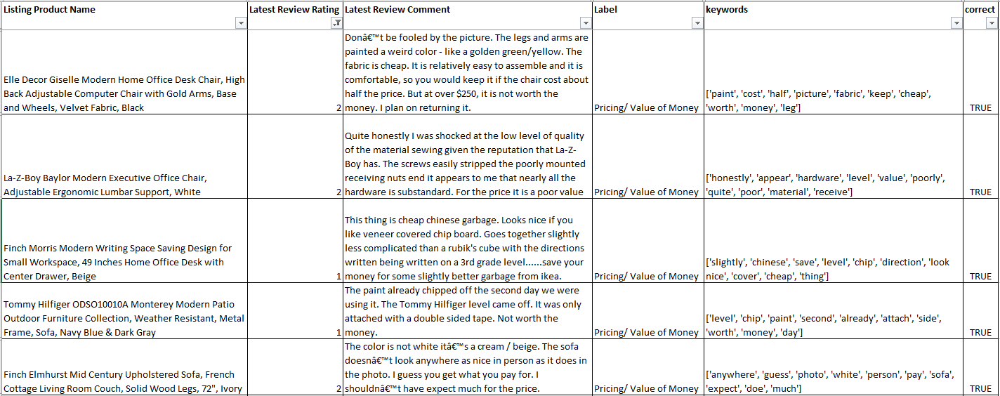 Listing Product Name Latest Review Rating Latest Review Comment Label keywords correct
Elle Decor Giselle Modern Home Office Desk Chair, High
Back Adjustable Computer Chair with Gold Arms, Base
and Wheels, Velvet Fabric, Black
2
Donâ€™t be fooled by the picture. The legs and arms are
painted a weird color - like a golden green/yellow. The
fabric is cheap. It is relatively easy to assemble and it is
comfortable, so you would keep it if the chair cost about
half the price. But at over $250, it is not worth the
money. I plan on returning it.
Pricing/ Value of Money
['paint', 'cost', 'half', 'picture', 'fabric', 'keep', 'cheap',
'worth', 'money', 'leg']
TRUE
La-Z-Boy Baylor Modern Executive Office Chair,
Adjustable Ergonomic Lumbar Support, White
2
Quite honestly I was shocked at the low level of quality
of the material sewing given the reputation that La-Z-
Boy has. The screws easily stripped the poorly mounted
receiving nuts end it appears to me that nearly all the
hardware is substandard. For the price it is a poor value
Pricing/ Value of Money
['honestly', 'appear', 'hardware', 'level', 'value', 'poorly',
'quite', 'poor', 'material', 'receive']
TRUE
Finch Morris Modern Writing Space Saving Design for
Small Workspace, 49 Inches Home Office Desk with
Center Drawer, Beige
1
This thing is cheap chinese garbage. Looks nice if you
like veneer covered chip board. Goes together slightly
less complicated than a rubik's cube with the directions
written being written on a 3rd grade level......save your
money for some slightly better garbage from ikea.
Pricing/ Value of Money
['slightly', 'chinese', 'save', 'level', 'chip', 'direction', 'look
nice', 'cover', 'cheap', 'thing']
TRUE
Tommy Hilfiger ODSO10010A Monterey Modern Patio
Outdoor Furniture Collection, Weather Resistant, Metal
Frame, Sofa, Navy Blue & Dark Gray
1
The paint already chipped off the second day we were
using it. The Tommy Hilfiger level came off. It was only
attached with a double sided tape. Not worth the
money.
Pricing/ Value of Money
['level', 'chip', 'paint', 'second', 'already', 'attach', 'side',
'worth', 'money', 'day']
TRUE
Finch Elmhurst Mid Century Upholstered Sofa, French
Cottage Living Room Couch, Solid Wood Legs, 72", Ivory
2
The color is not white itâ€™s a cream / beige. The sofa
doesnâ€™t look anywhere as nice in person as it does in
the photo. I guess you get what you pay for. I
shouldnâ€™t have expect much for the price.
Pricing/ Value of Money
['anywhere', 'guess', 'photo', 'white', 'person', 'pay', 'sofa',
'expect', 'doe', 'much']
TRUE